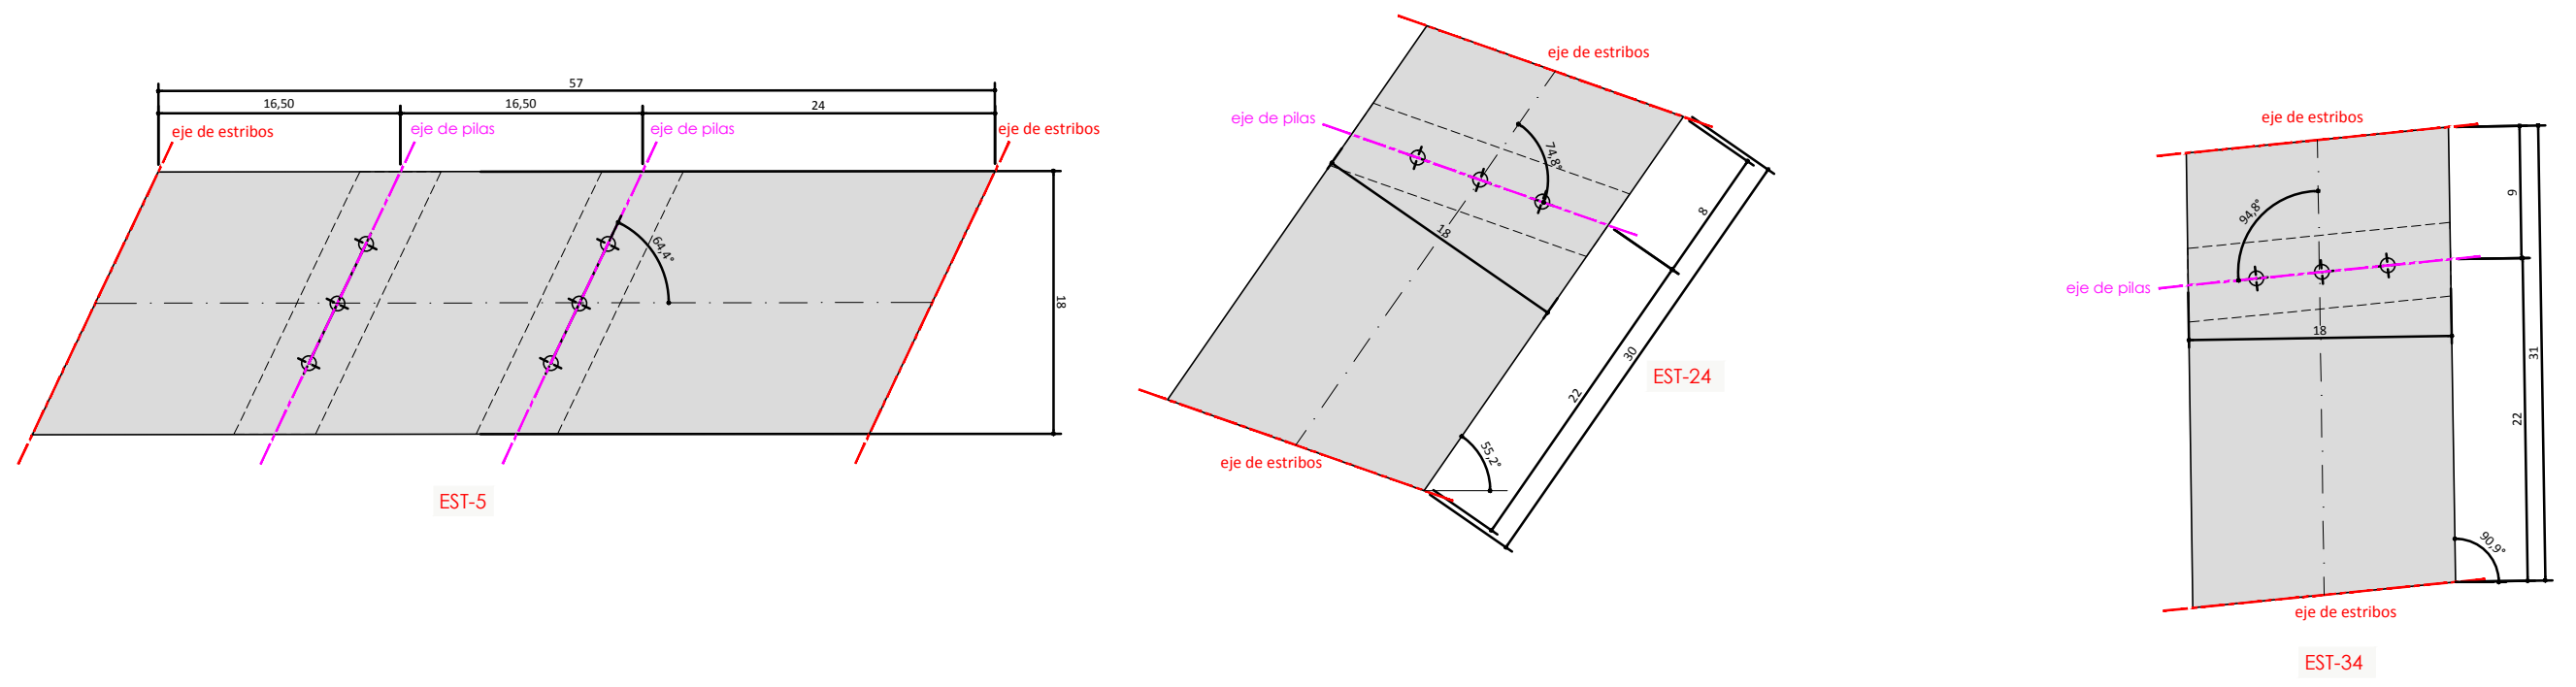 57
16,50
16,50
24
eje de estribos
eje de pilas
eje de pilas
eje de estribos
64,4°
18
EST-5
eje de estribos
eje de pilas
74,8°
18
8
30
22
55,2°
eje de estribos
EST-24
eje de estribos
94,8°
9
eje de pilas
18
31
22
90,9°
eje de estribos
EST-34